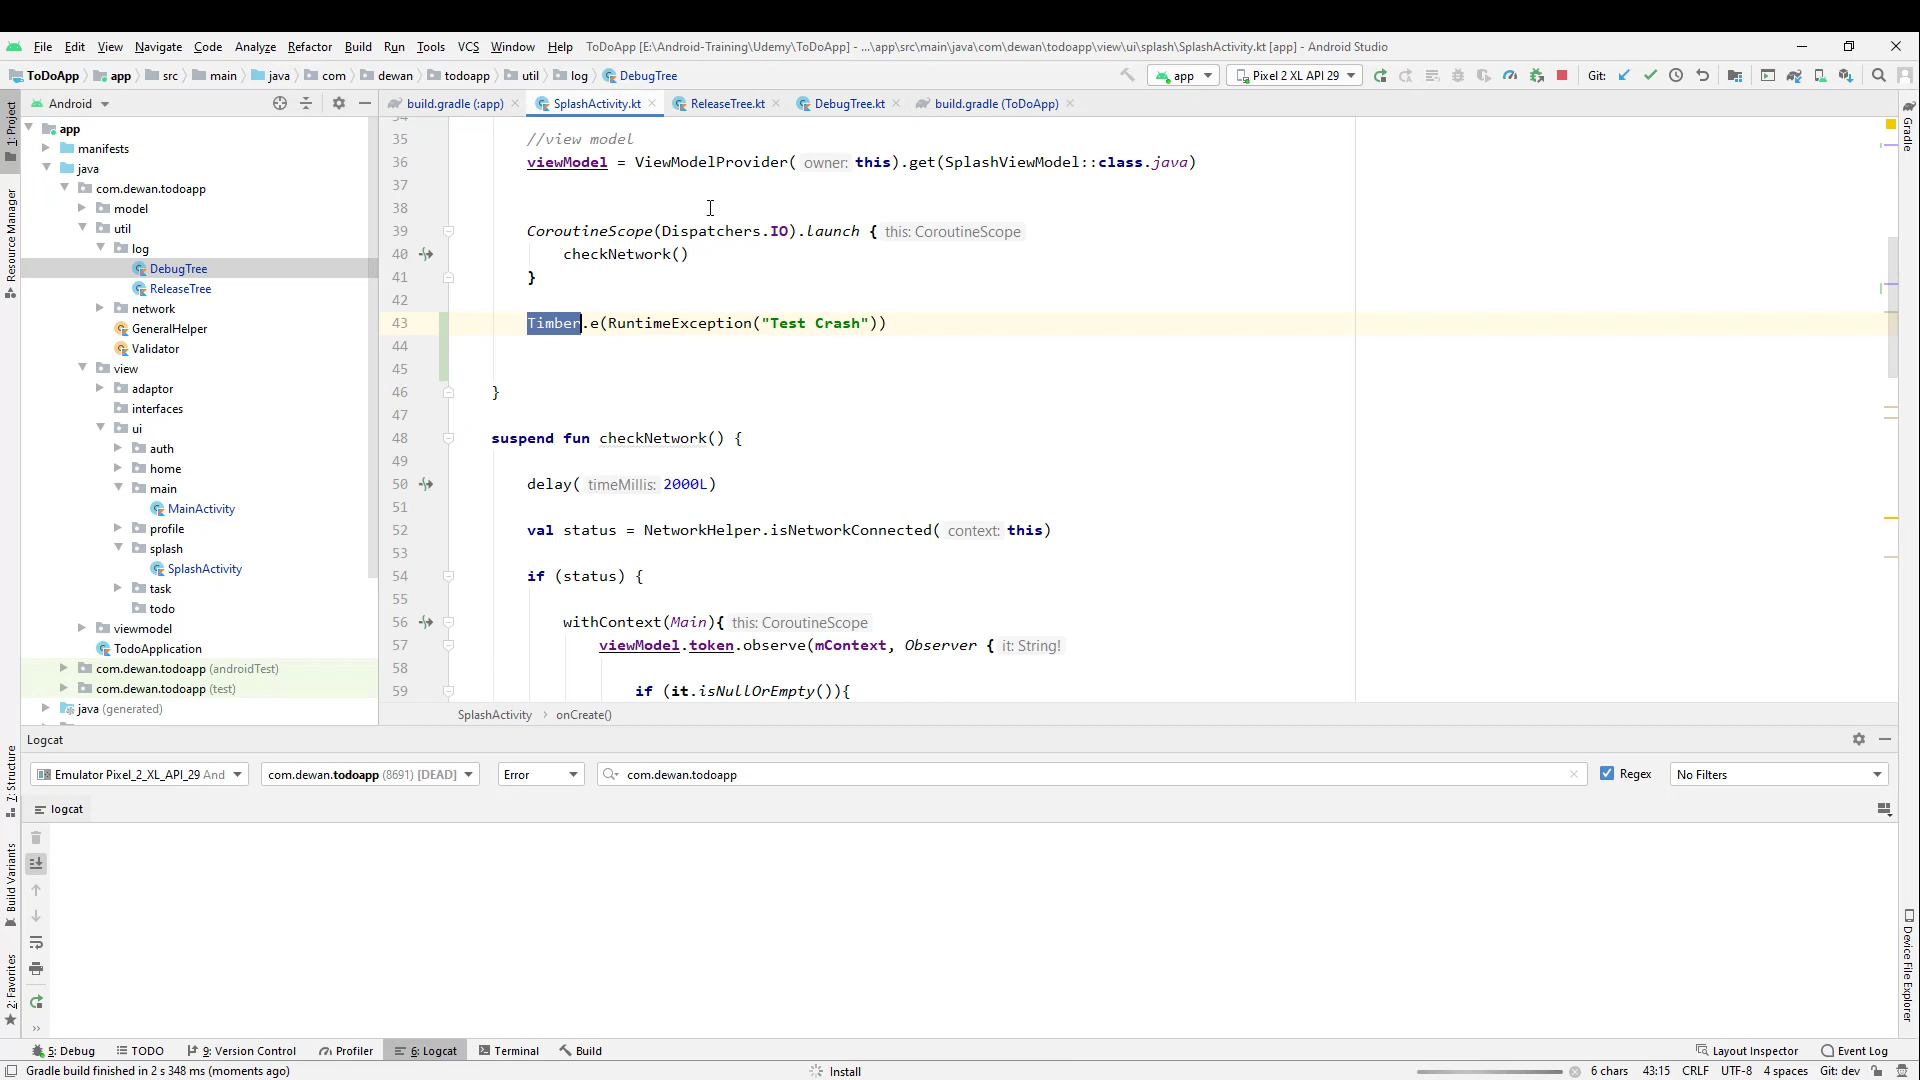 File Edit View Navigate Code Analyze Refactor Build Run Tools VCS Window Help ToDoApp [E:\Android-Training\Udemy\ToDoApp] - ...\app\src\main\java\com\dewan\todoapp\view\ui\splash\SplashActivity.kt [app] - Android Studio
ToDoApp app src main java com dewan todoapp util log DebugTree app Pixel 2 XL API 29 Git:
Android build.gradle (:app) SplashActivity.kt ReleaseTree.kt DebugTree.kt build.gradle (ToDoApp)
1: Project
Resource Manager
7: Structure
Build Variants
2: Favorites
Gradle
Device File Explorer
app
manifests
java
com.dewan.todoapp
model
util
log
DebugTree
ReleaseTree
network
GeneralHelper
Validator
view
adaptor
interfaces
ui
auth
home
main
MainActivity
profile
splash
SplashActivity
task
todo
viewmodel
TodoApplication
com.dewan.todoapp (androidTest)
com.dewan.todoapp (test)
java (generated)
34
35 //view model
36 viewModel = ViewModelProvider( owner: this).get(SplashViewModel::class.java)
37
38
39 CoroutineScope(Dispatchers.IO).launch { this: CoroutineScope
40 checkNetwork()
41 }
42
43 Timber.e(RuntimeException("Test Crash"))
44
45
46 }
47
48 suspend fun checkNetwork() {
49
50 delay( timeMillis: 2000L)
51
52 val status = NetworkHelper.isNetworkConnected( context: this)
53
54 if (status) {
55
56 withContext(Main){ this: CoroutineScope
57 viewModel.token.observe(mContext, Observer { it: String!
58
59 if (it.isNullOrEmpty()){
SplashActivity onCreate()
Logcat
Emulator Pixel_2_XL_API_29 And com.dewan.todoapp (8691) [DEAD] Error com.dewan.todoapp Regex No Filters
logcat
5: Debug TODO 9: Version Control Profiler 6: Logcat Terminal Build Layout Inspector Event Log
Gradle build finished in 2 s 348 ms (moments ago) Install 6 chars 43:15 CRLF UTF-8 4 spaces Git: dev